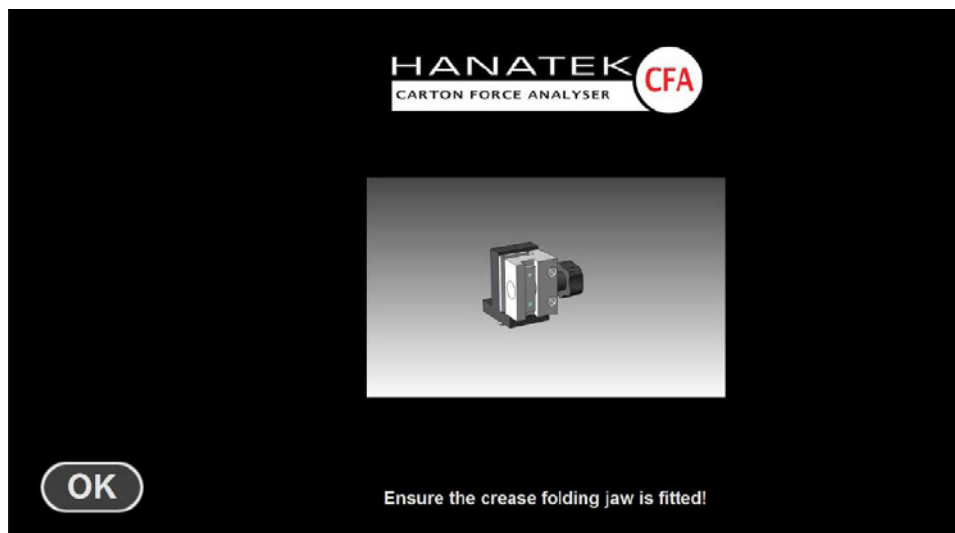 HANATEK
CFA
CARTON FORCE ANALYSER
OK
Ensure the crease folding jaw is fitted!